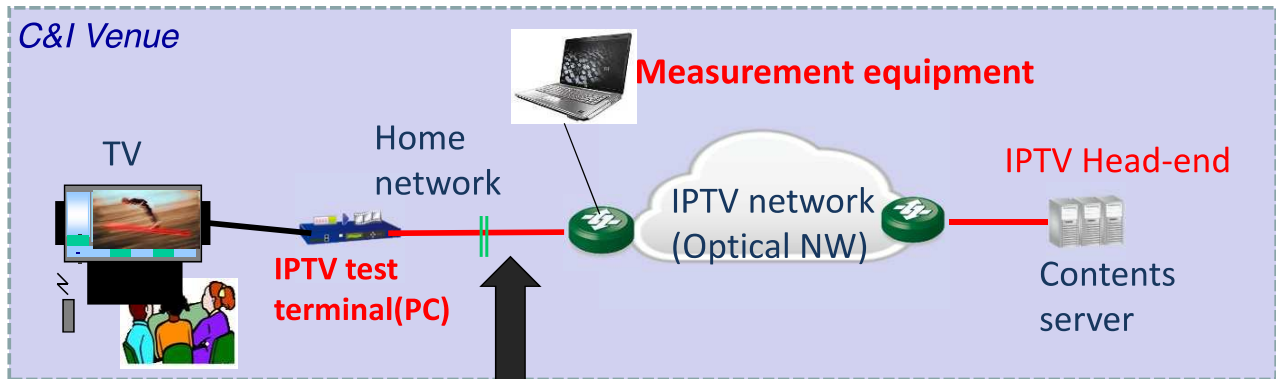 C&I Venue
Measurement equipment
TV
Home
network
IPTV Head-end
IPTV network
(Optical NW)
IPTV test
terminal(PC)
Contents
server